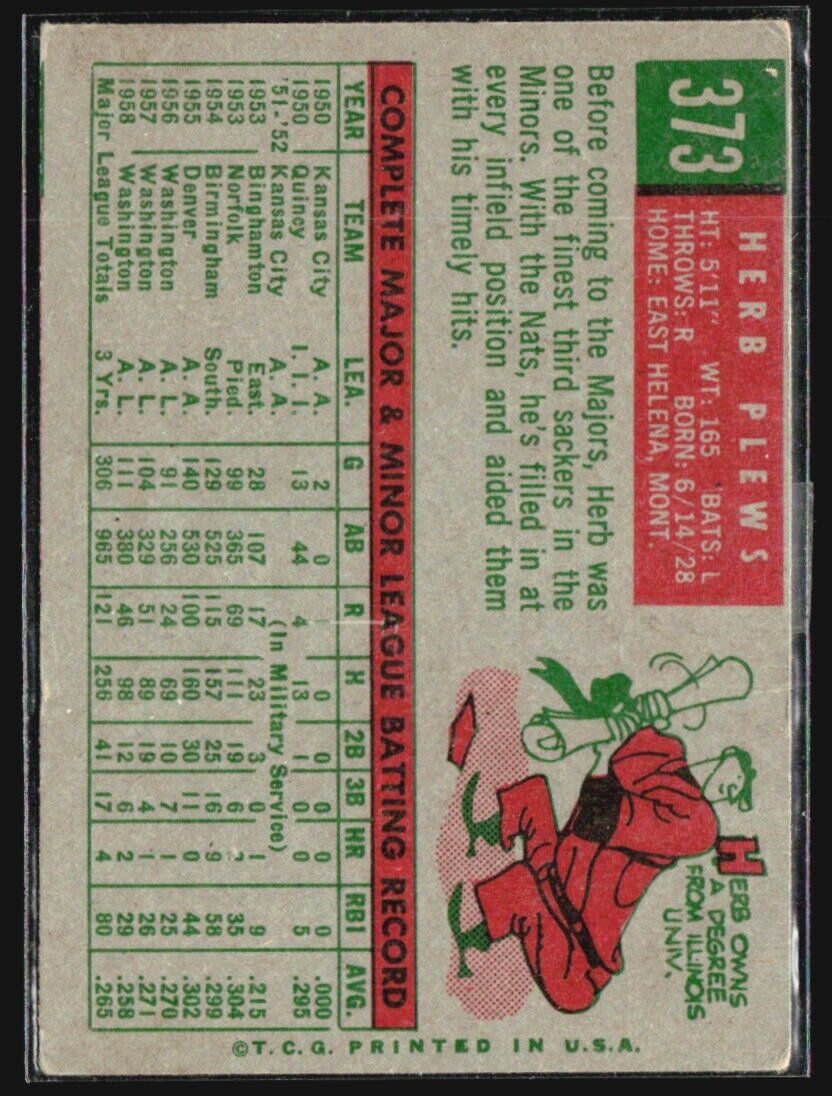 373
HERB PLEWS
HT: 5'11" WT: 165 BATS: L
THROWS: R BORN: 6/14/28
HOME: EAST HELENA, MONT.
Before coming to the Majors, Herb was
one of the finest third sackers in the
Minors. With the Nats, he's filled in at
every infield position and aided them
with his timely hits.
HERB OWNS
A DEGREE
FROM ILLINOIS
UNIV.
COMPLETE MAJOR & MINOR LEAGUE BATTING RECORD
YEAR TEAM LEA. G AB R H 2B 3B HR RBI AVG.
1950 Kansas City A. A. 2 0 1 0 0 0 0 0 .000
1950 Quincy I. I. I. 13 44 4 13 1 0 0 5 .295
'51-'52 Kansas City A. A. (In Military Service)
1953 Binghamton East. 28 107 17 23 3 0 1 9 .215
1953 Norfolk Pied. 99 365 69 111 19 6 35 .304
1954 Birmingham South. 129 525 115 157 25 16 9 58 .299
1955 Denver A. A. 140 530 100 160 30 11 0 44 .302
1956 Washington A. L. 91 256 24 69 10 7 1 25 .270
1957 Washington A. L. 104 329 51 89 19 4 1 26 .271
1958 Washington A. L. 111 380 46 98 12 6 2 29 .258
Major League Totals 3 Yrs. 306 965 121 256 41 17 4 80 .265
©T.C.G. PRINTED IN U.S.A.